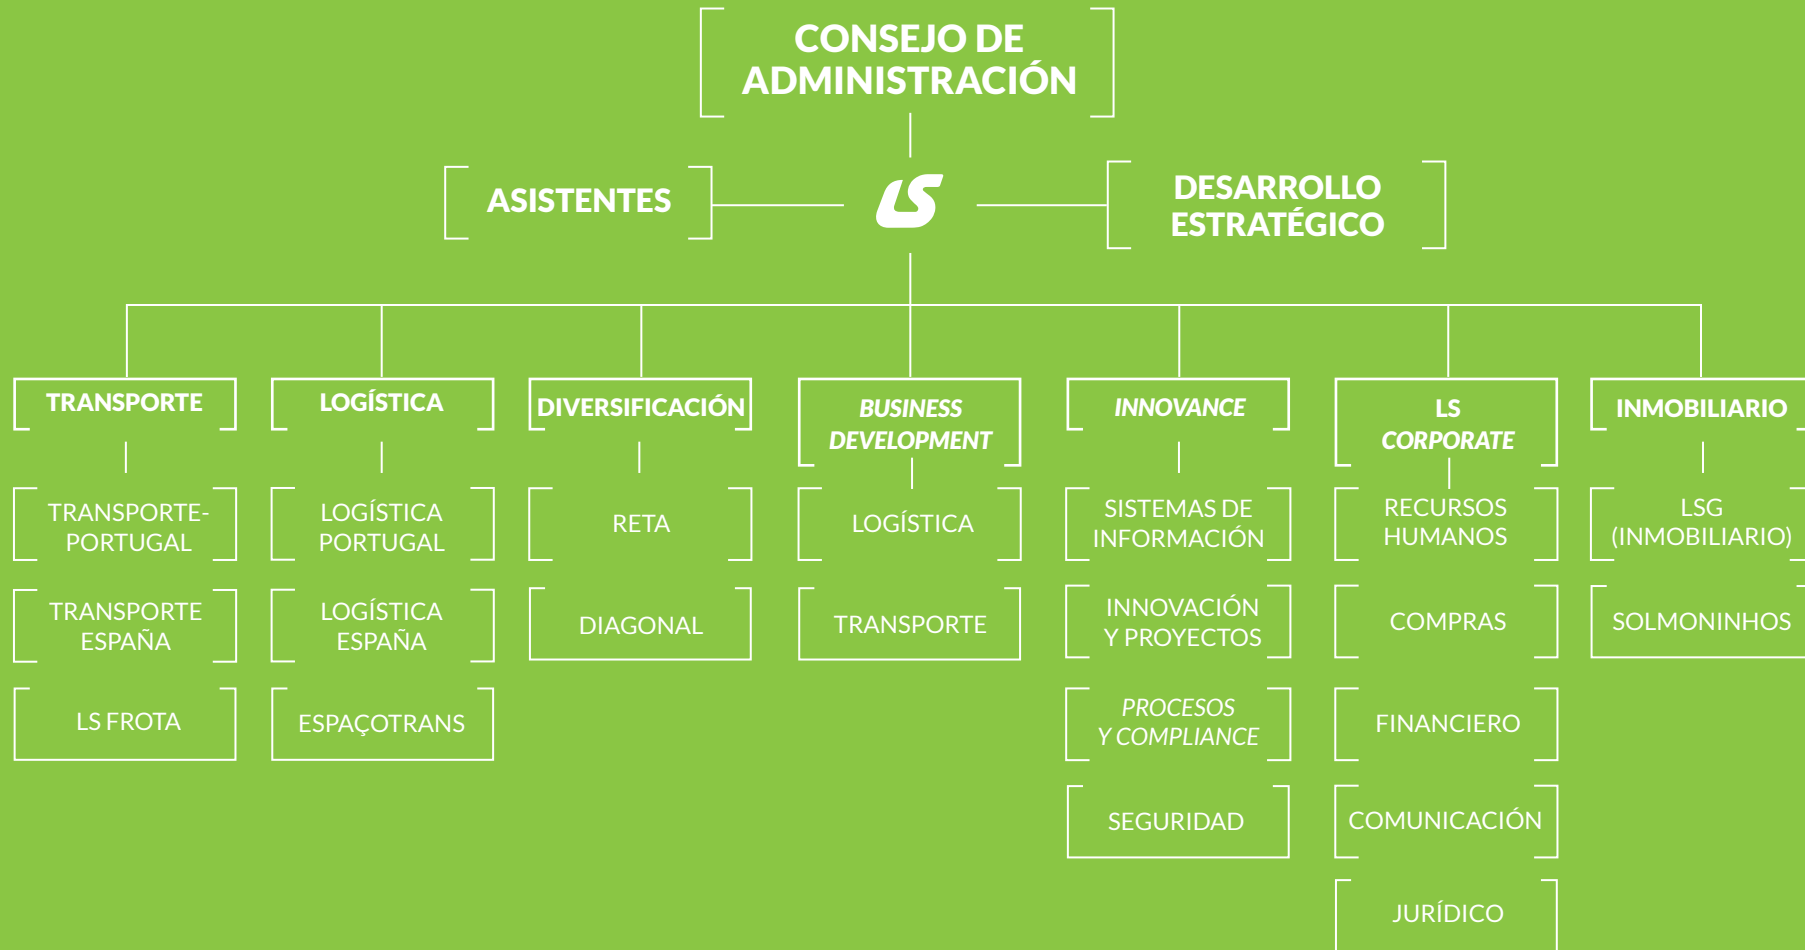 CONSEJO DE
ADMINISTRACIÓN
ASISTENTES
LS
DESARROLLO
ESTRATÉGICO
TRANSPORTE
TRANSPORTE-
PORTUGAL
TRANSPORTE
ESPAÑA
LS FROTA
LOGÍSTICA
LOGÍSTICA
PORTUGAL
LOGÍSTICA
ESPAÑA
ESPAÇOTRANS
DIVERSIFICACIÓN
RETA
DIAGONAL
BUSINESS
DEVELOPMENT
LOGÍSTICA
TRANSPORTE
INNOVANCE
SISTEMAS DE
INFORMACIÓN
INNOVACIÓN
Y PROYECTOS
PROCESOS
Y COMPLIANCE
SEGURIDAD
LS
CORPORATE
RECURSOS
HUMANOS
COMPRAS
FINANCIERO
COMUNICACIÓN
JURÍDICO
INMOBILIARIO
LSG
(INMOBILIARIO)
SOLMONINHOS